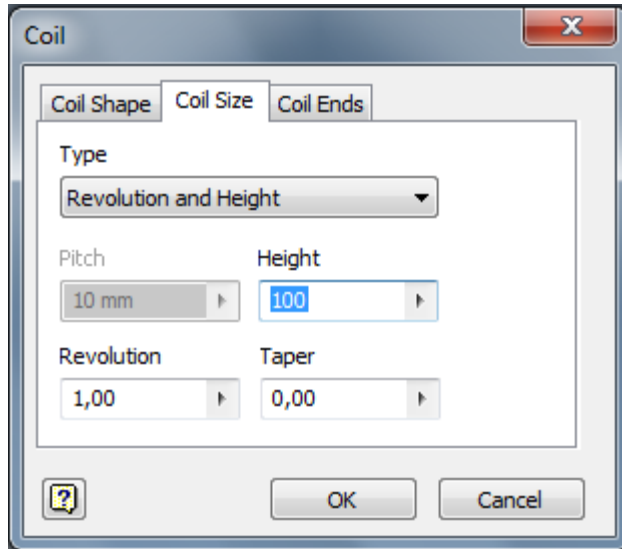 Coil
Coil Shape Coil Size Coil Ends
Type
Revolution and Height
Pitch Height
10 mm 100
Revolution Taper
1,00 0,00
? OK Cancel